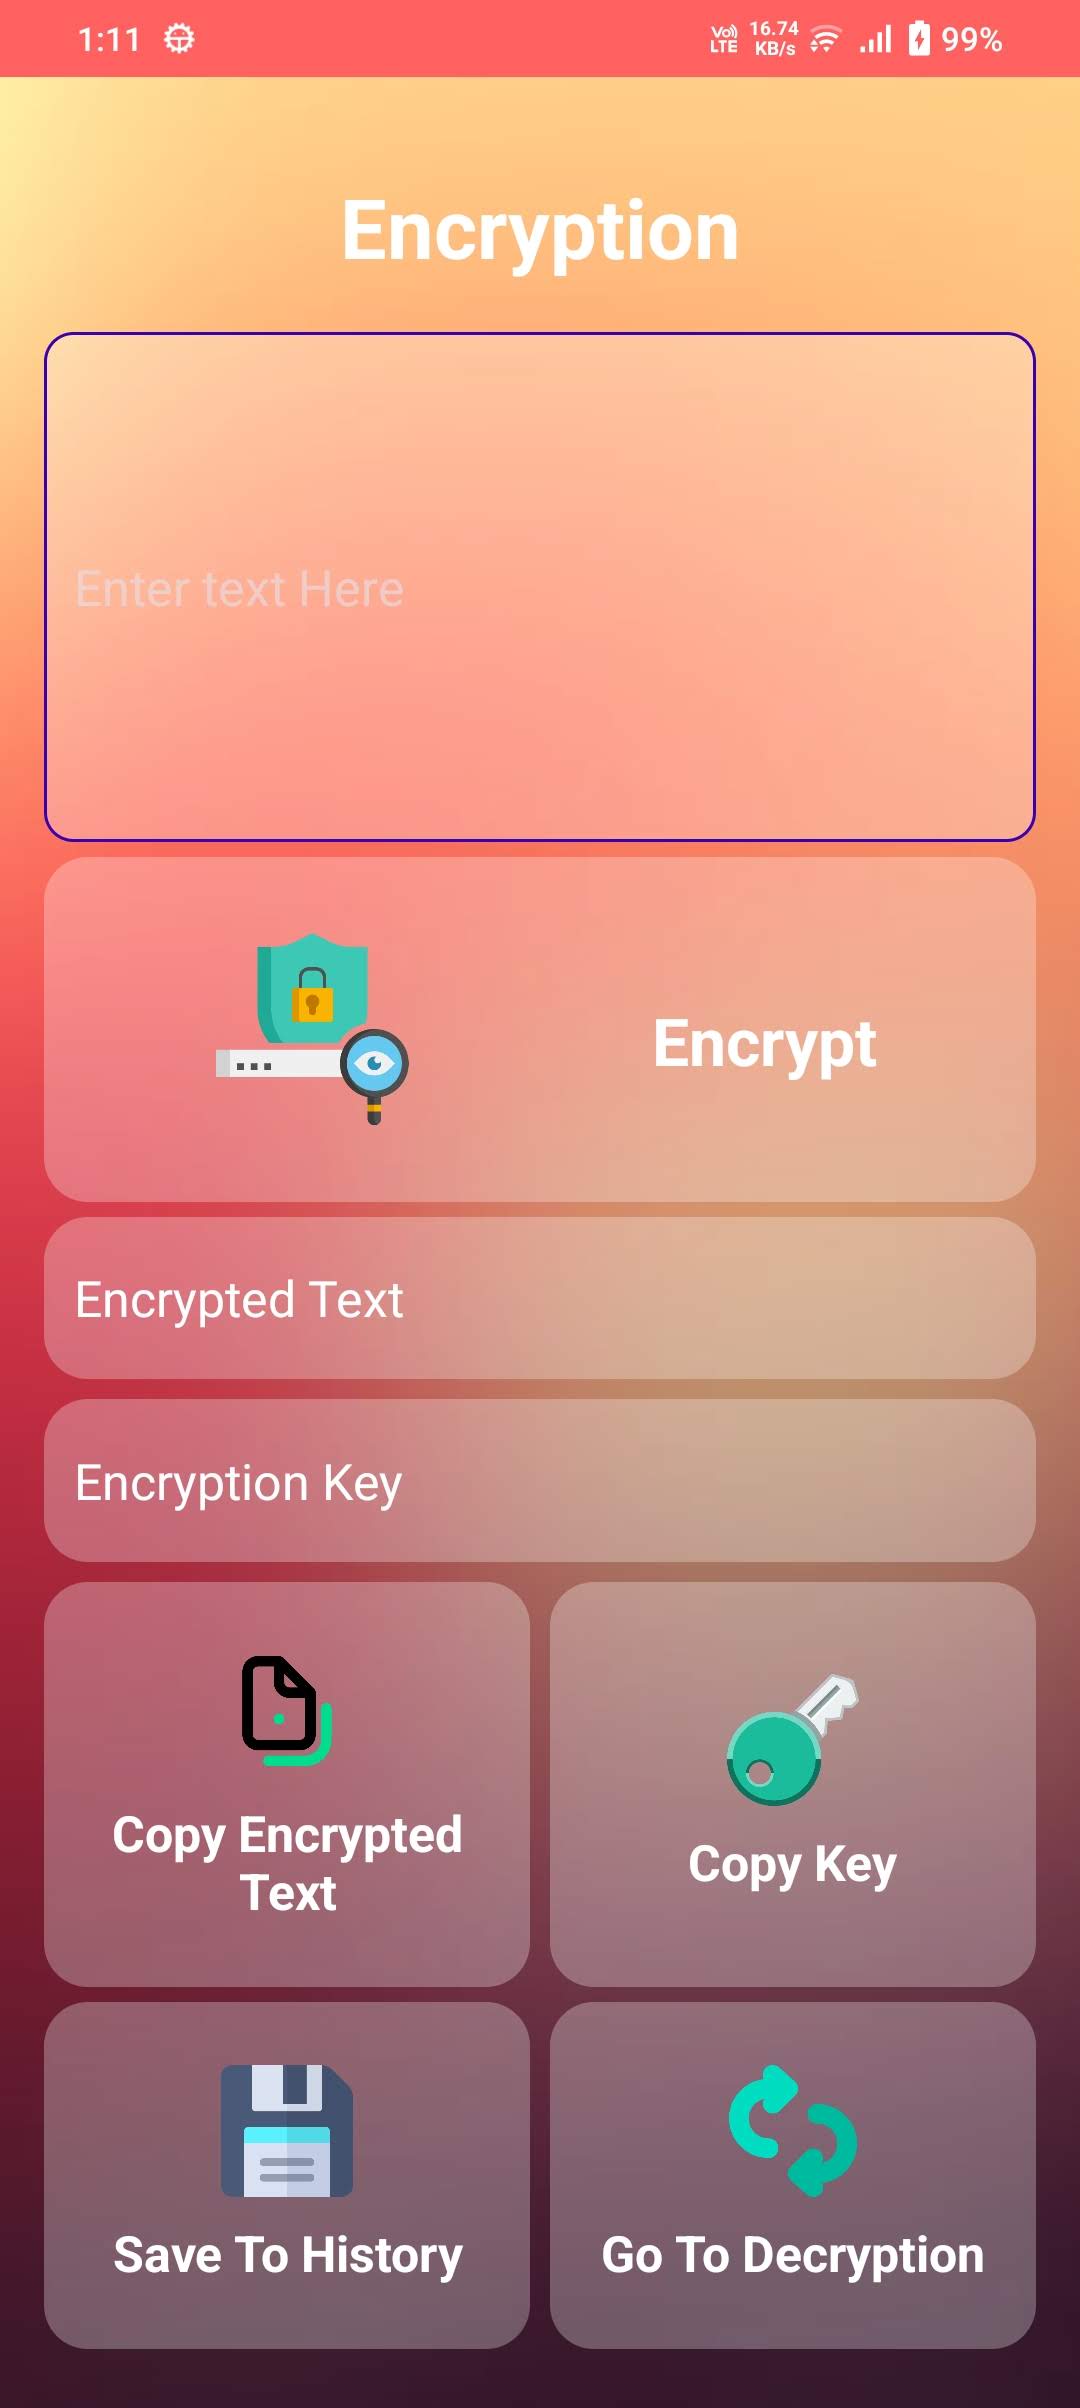 1:11 Vo)) LTE 16.74 KB/s 99%
Encryption
Enter text Here
Encrypt
Encrypted Text
Encryption Key
Copy Encrypted
Text
Copy Key
Save To History
Go To Decryption